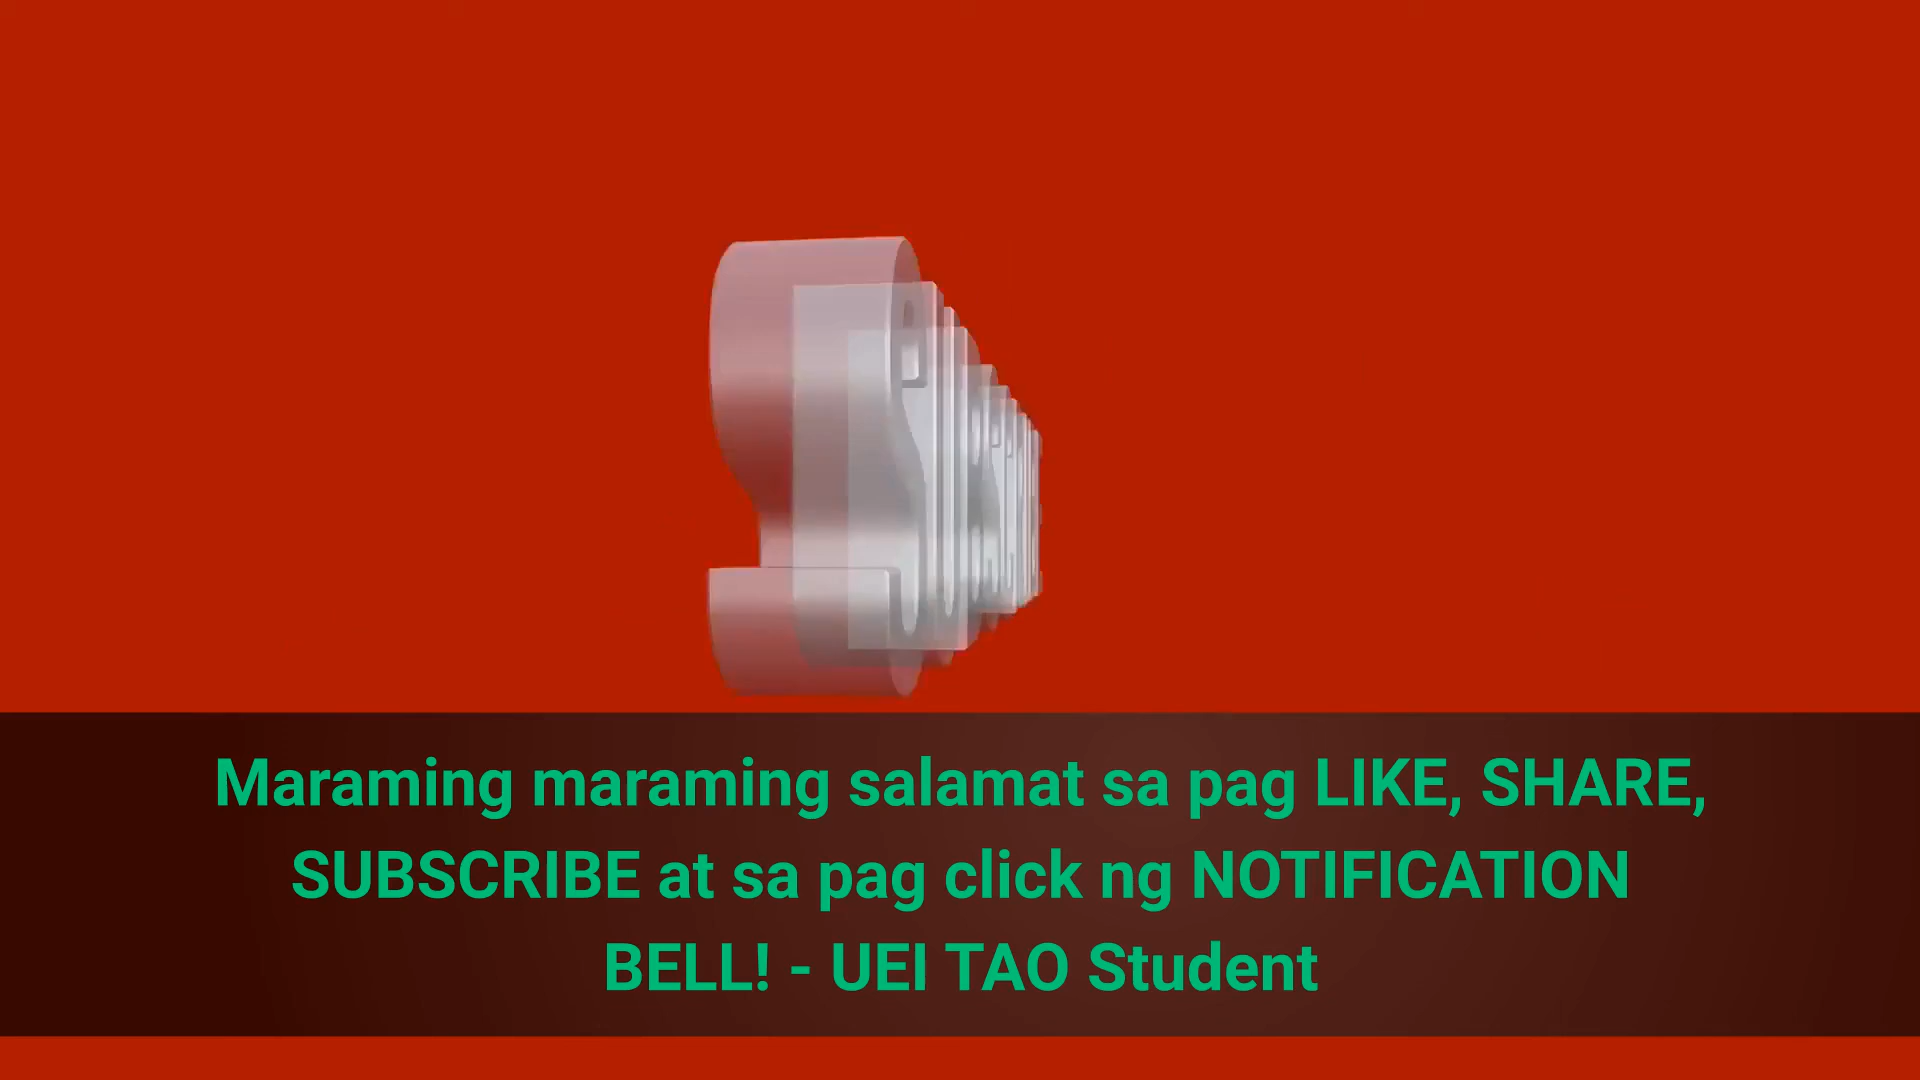 Maraming maraming salamat sa pag LIKE, SHARE,
SUBSCRIBE at sa pag click ng NOTIFICATION
BELL! - UEI TAO Student